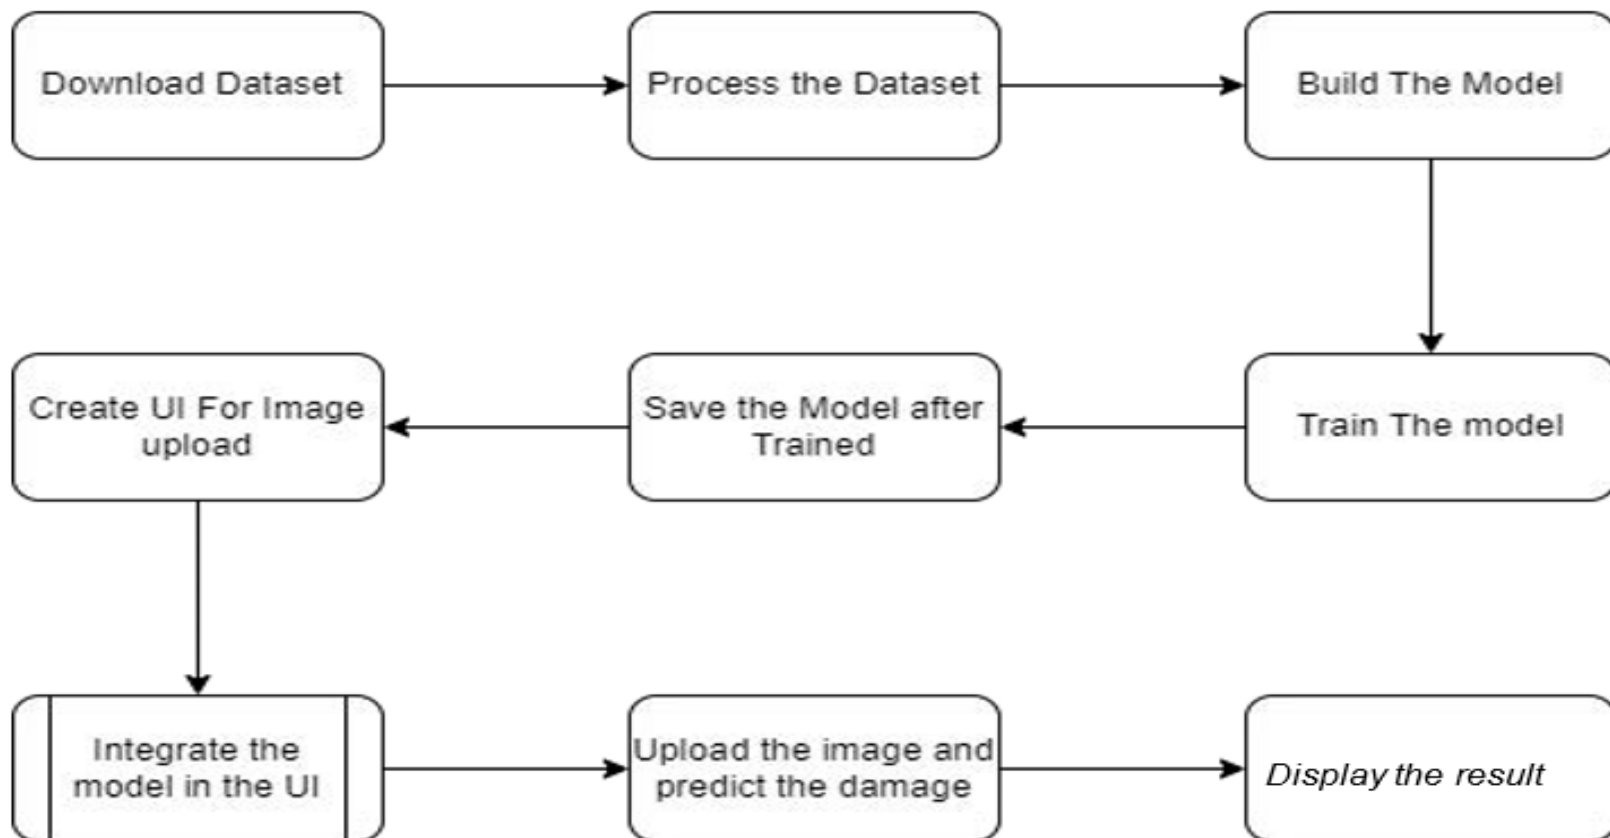 Download Dataset
Process the Dataset
Build The Model
Create UI For Image
upload
Save the Model after
Trained
Train The model
Integrate the
model in the UI
Upload the image and
predict the damage
Display the result